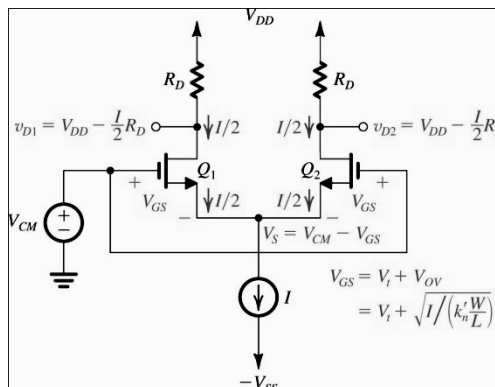 V_DD
R_D R_D
v_D1 = V_DD − I/2 R_D I/2 I/2 v_D2 = V_DD − I/2 R
+ Q_1 Q_2 +
V_GS I/2 I/2 V_GS
V_CM + − − −
V_S = V_CM − V_GS
V_GS = V_t + V_OV
I = V_t + √(I/(k'_n W/L))
−V_SS